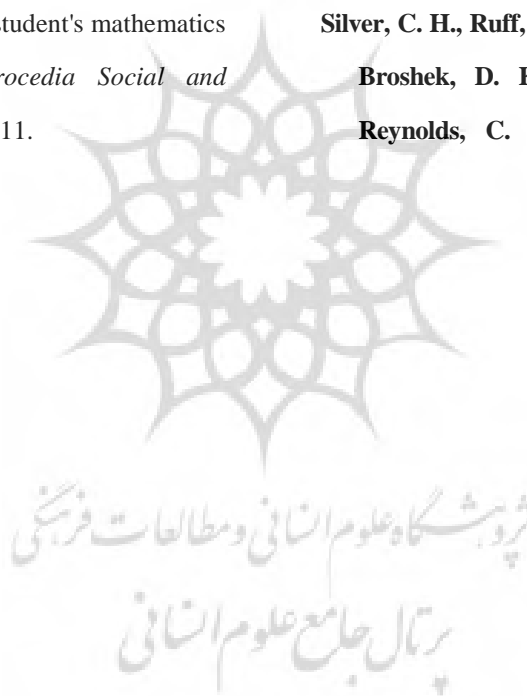 student's mathematics
rocedia Social and
11.
Silver, C. H., Ruff,
Broshek, D. K
Reynolds, C.
پژوهشگاه علوم انسانی و مطالعات فرهنگی
پرتال جامع علوم انسانی